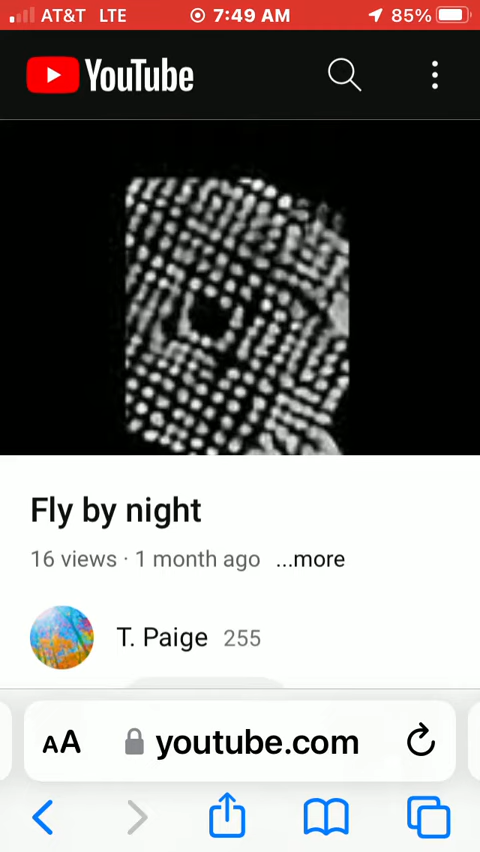 AT&T LTE 7:49 AM 85%
YouTube
Fly by night
16 views · 1 month ago ...more
T. Paige 255
AA youtube.com